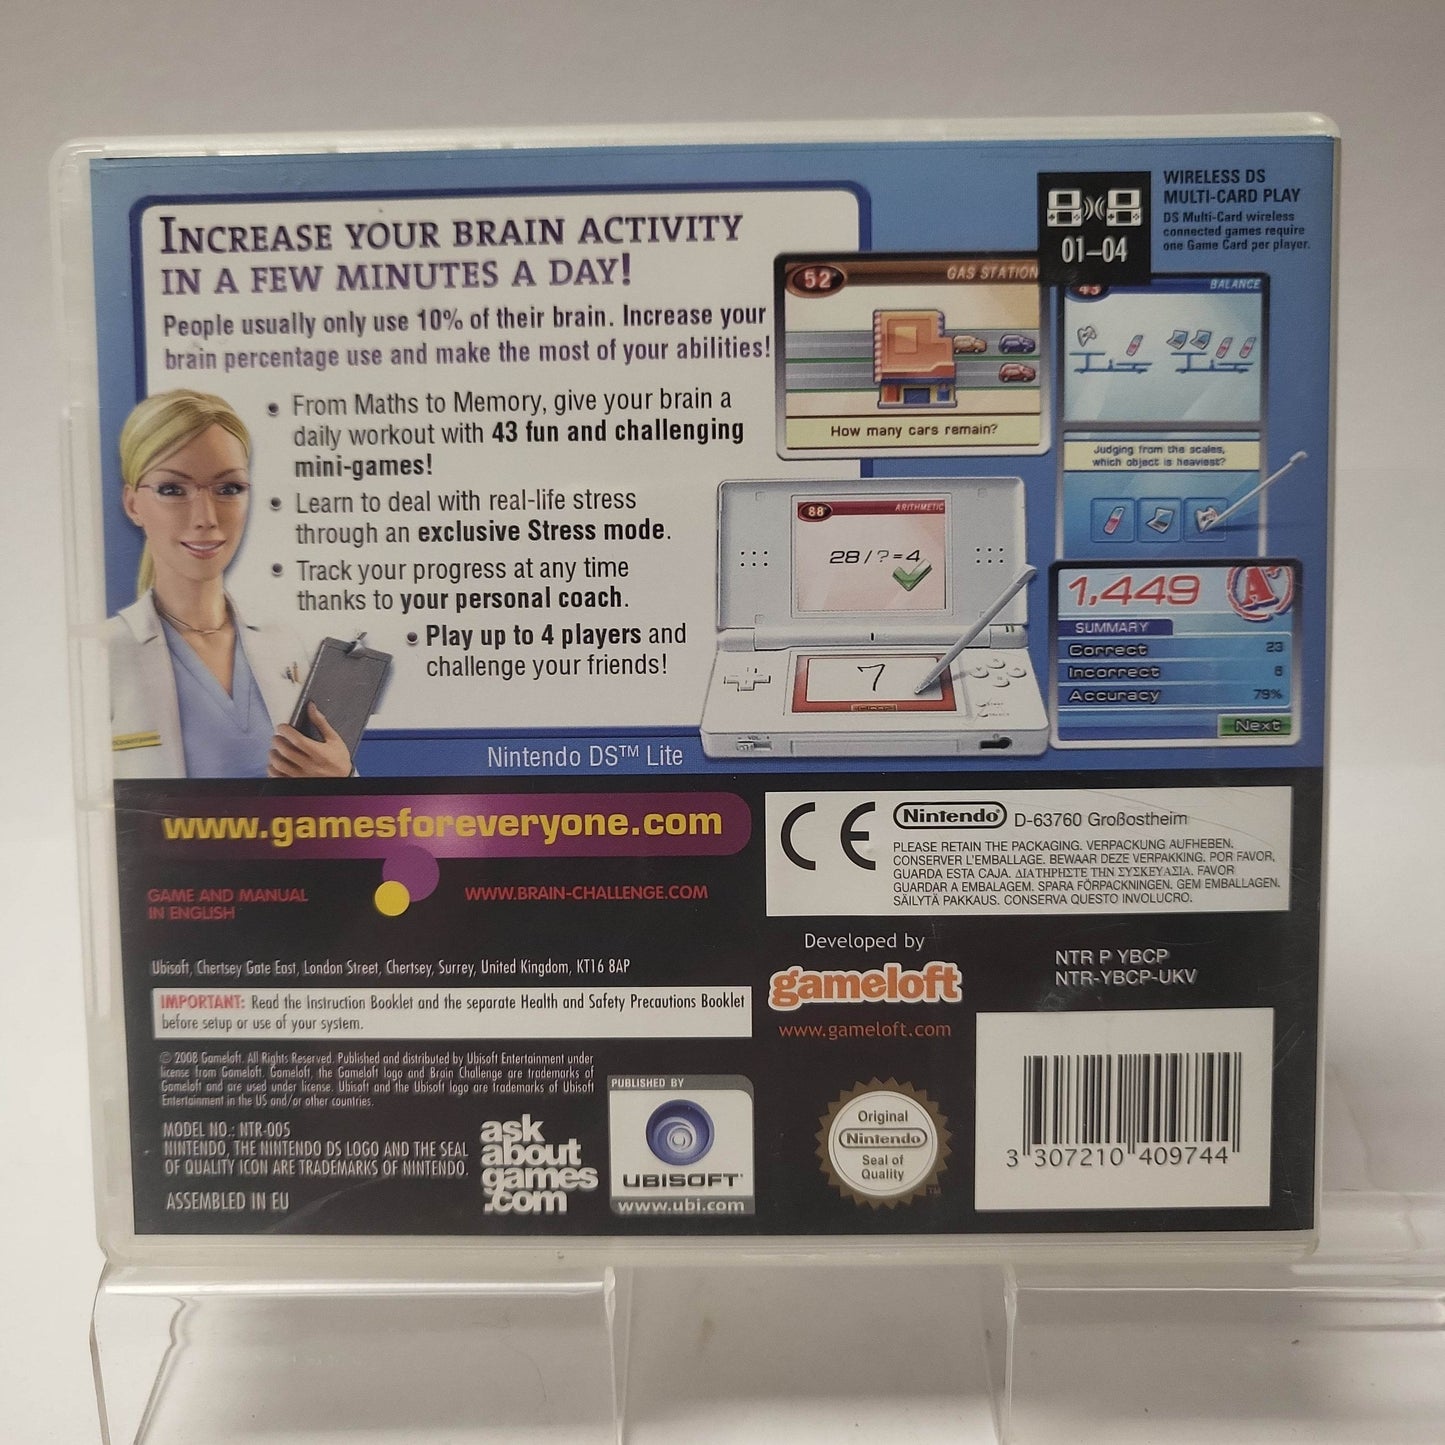 INCREASE YOUR BRAIN ACTIVITY
IN A FEW MINUTES A DAY!
People usually only use 10% of their brain. Increase your
brain percentage use and make the most of your abilities!
• From Maths to Memory, give your brain a
daily workout with 43 fun and challenging
mini-games!
• Learn to deal with real-life stress
through an exclusive Stress mode.
• Track your progress at any time
thanks to your personal coach.
• Play up to 4 players and
challenge your friends!
Nintendo DS™ Lite
01–04
WIRELESS DS
MULTI-CARD PLAY
DS Multi-Card wireless
connected games require
one Game Card per player.
52
GAS STATION
How many cars remain?
43
BALANCE
Judging from the scales,
which object is heaviest?
88
ARITHMETIC
28/?=4
7
1,449
A+
SUMMARY
Correct 23
Incorrect 6
Accuracy 79%
Next
www.gamesforeveryone.com
GAME AND MANUAL
IN ENGLISH
WWW.BRAIN-CHALLENGE.COM
Ubisoft, Chertsey Gate East, London Street, Chertsey, Surrey, United Kingdom, KT16 8AP
IMPORTANT: Read the Instruction Booklet and the separate Health and Safety Precautions Booklet
before setup or use of your system.
© 2008 Gameloft. All Rights Reserved. Published and distributed by Ubisoft Entertainment under
license from Gameloft. Gameloft, the Gameloft logo and Brain Challenge are trademarks of
Gameloft and are used under license. Ubisoft and the Ubisoft logo are trademarks of Ubisoft
Entertainment in the US and/or other countries.
MODEL NO.: NTR-005
NINTENDO, THE NINTENDO DS LOGO AND THE SEAL
OF QUALITY ICON ARE TRADEMARKS OF NINTENDO.
ASSEMBLED IN EU
ask
about
games
.com
PUBLISHED BY
UBISOFT
www.ubi.com
CE
Nintendo D-63760 Großostheim
PLEASE RETAIN THE PACKAGING. VERPACKUNG AUFHEBEN.
CONSERVER L'EMBALLAGE. BEWAAR DEZE VERPAKKING. POR FAVOR,
GUARDA ESTA CAJA. ΔΙΑΤΗΡΗΣΤΕ ΤΗΝ ΣΥΣΚΕΥΑΣΙΑ. FAVOR
GUARDAR A EMBALAGEM. SPARA FÖRPACKNINGEN. GEM EMBALLAGEN.
SÄILYTÄ PAKKAUS. CONSERVA QUESTO INVOLUCRO.
Developed by
gameloft
www.gameloft.com
NTR P YBCP
NTR-YBCP-UKV
Original
Nintendo
Seal of
Quality
TM
3 307210 409744